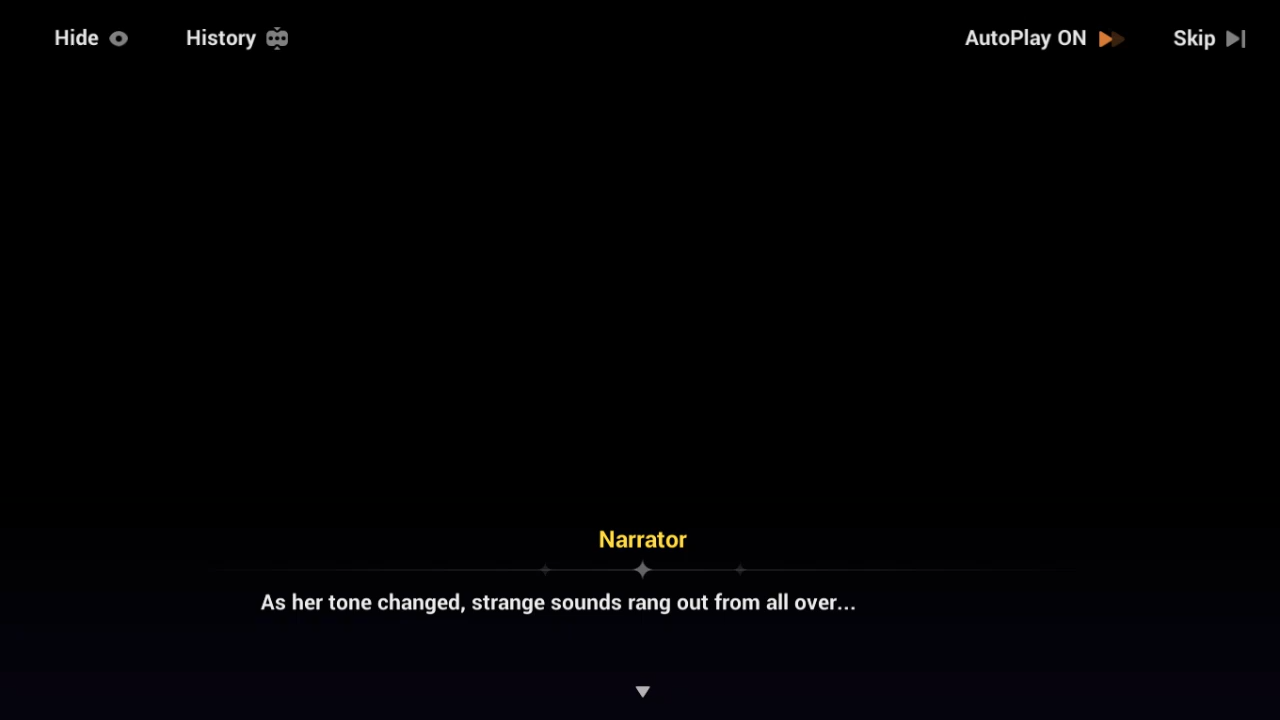 Hide
History
AutoPlay ON
Skip
Narrator
As her tone changed, strange sounds rang out from all over...